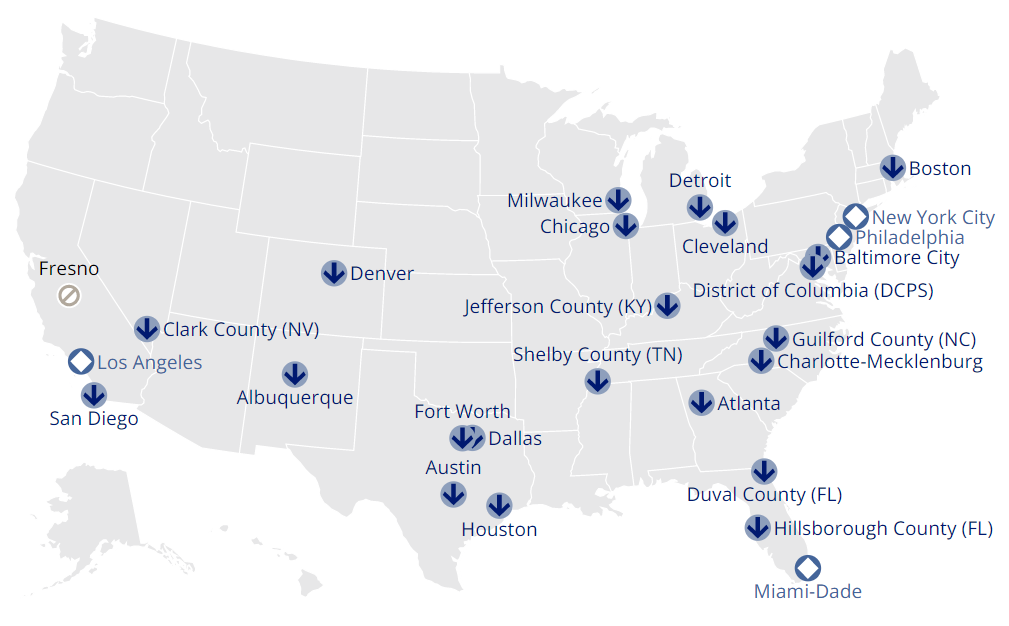 Boston
Detroit
Milwaukee
New York City
Chicago
Philadelphia
Cleveland
Baltimore City
Fresno
Denver
District of Columbia (DCPS)
Jefferson County (KY)
Clark County (NV)
Guilford County (NC)
Shelby County (TN)
Los Angeles
Charlotte-Mecklenburg
Albuquerque
Atlanta
San Diego
Fort Worth
Dallas
Austin
Duval County (FL)
Houston
Hillsborough County (FL)
Miami-Dade